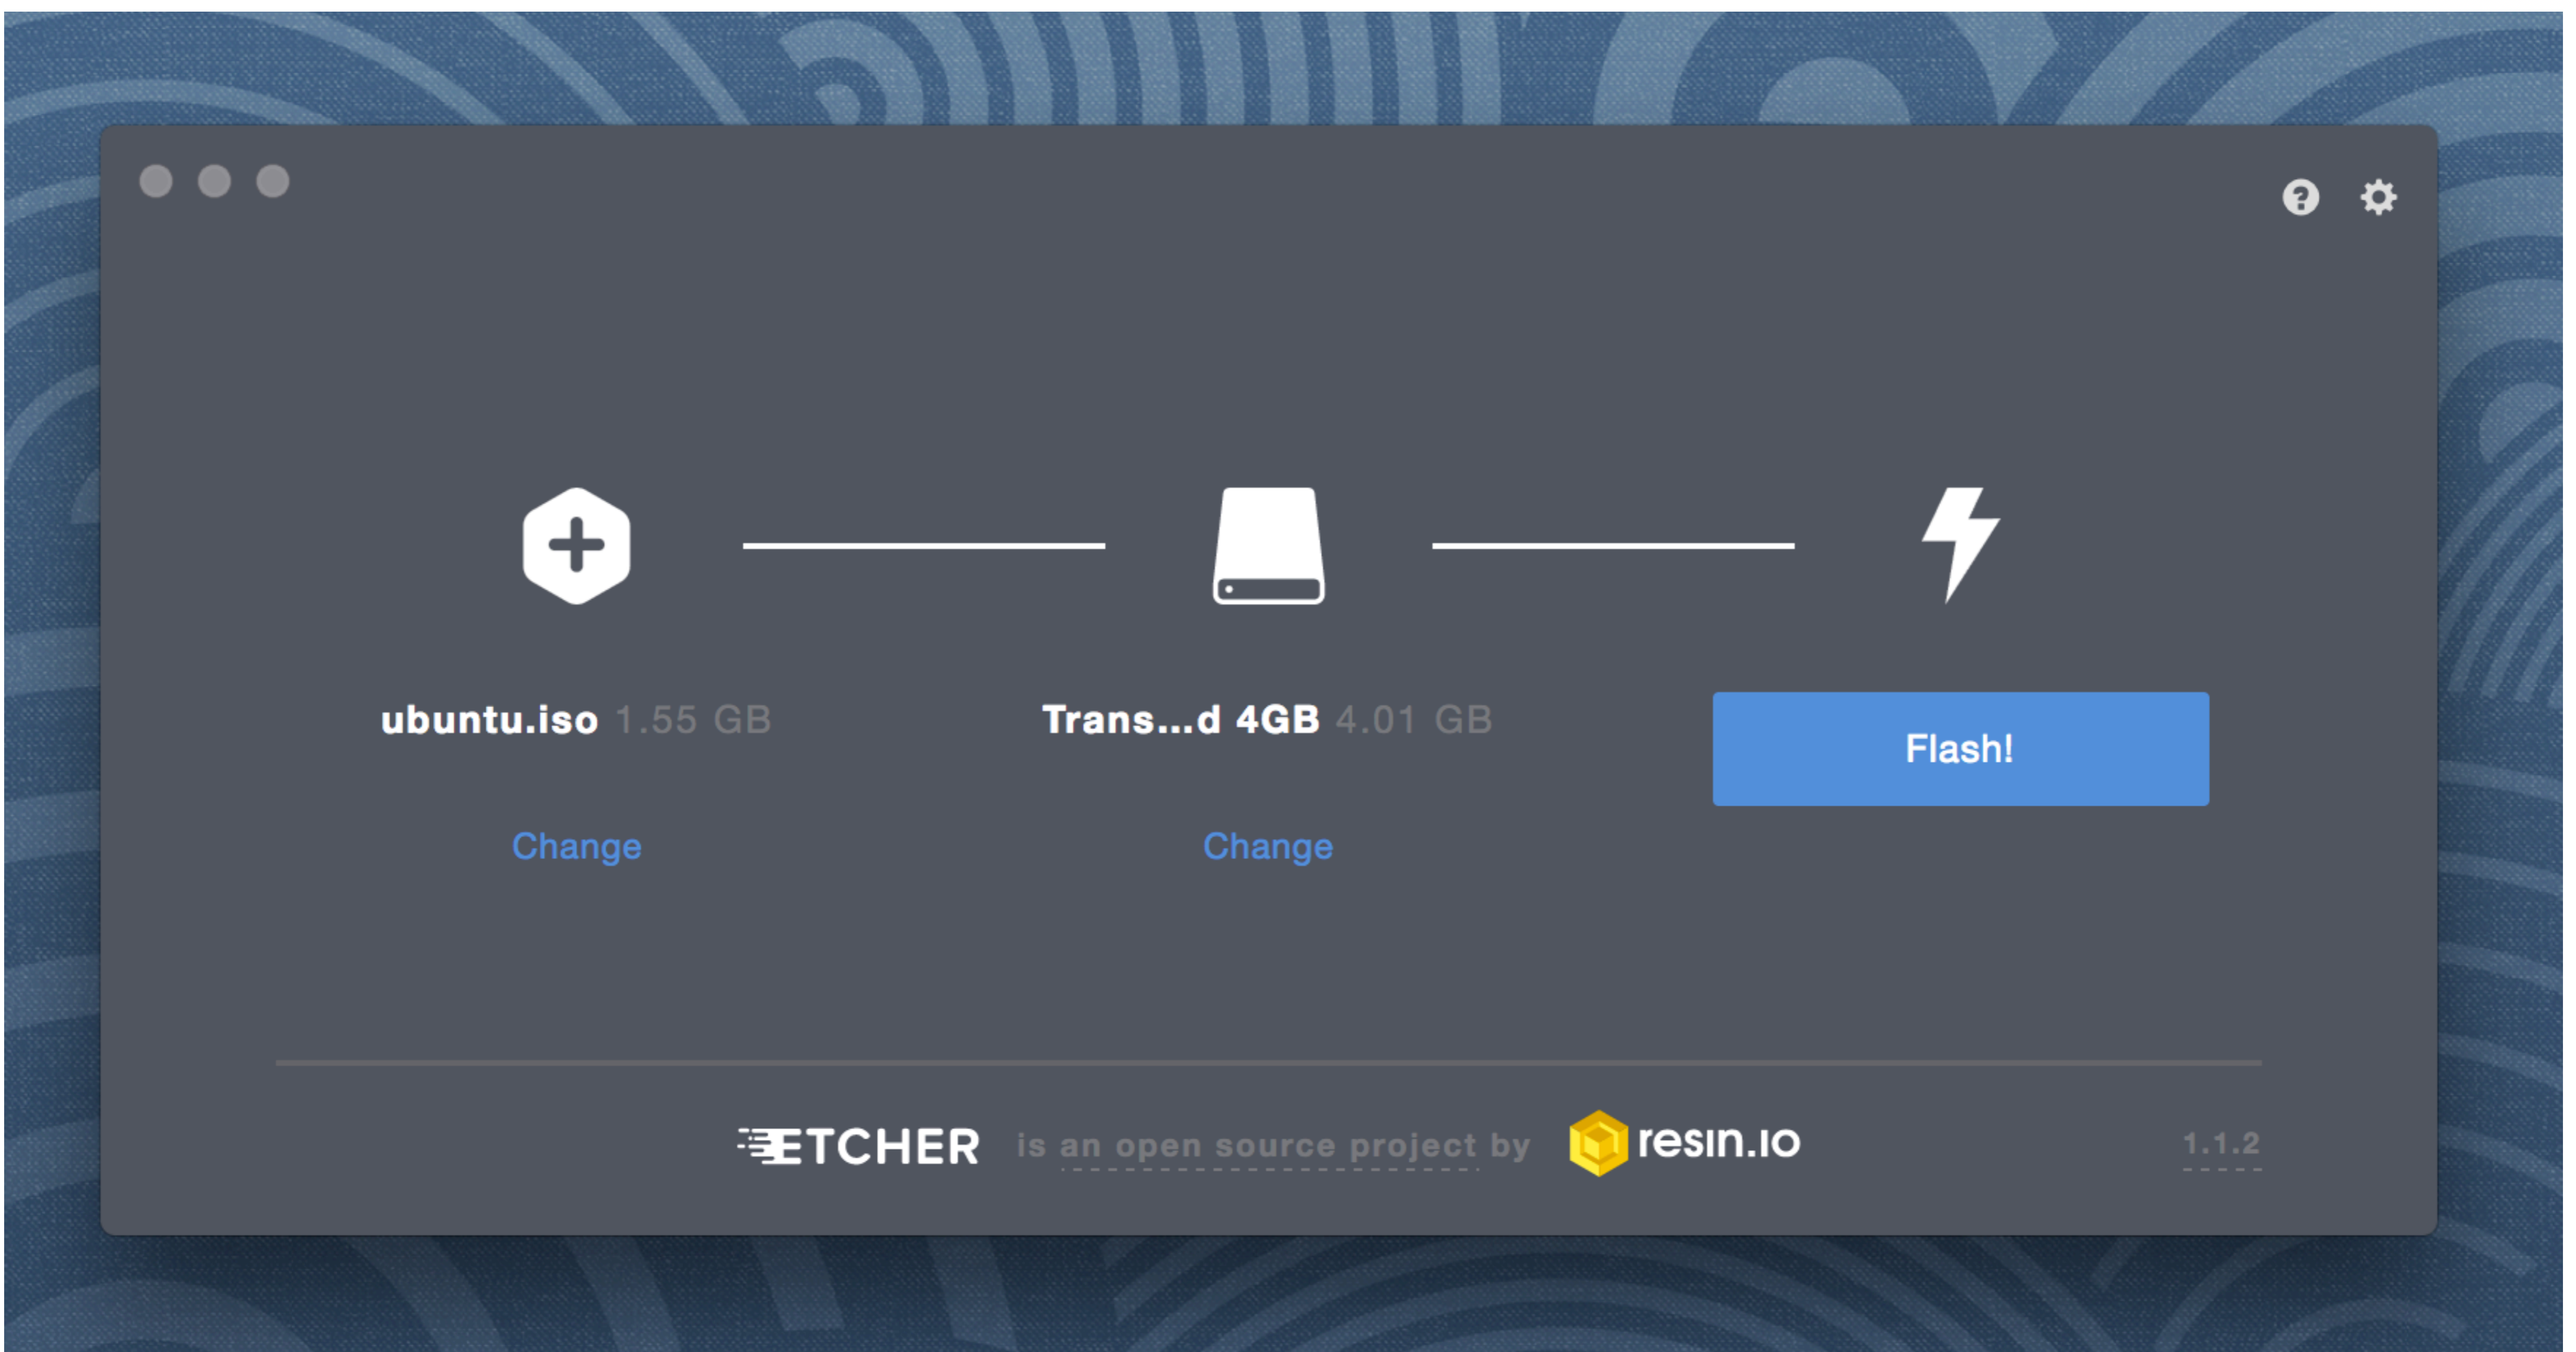 ubuntu.iso 1.55 GB
Change
Trans...d 4GB 4.01 GB
Change
Flash!
ETCHER is an open source project by resin.io
1.1.2